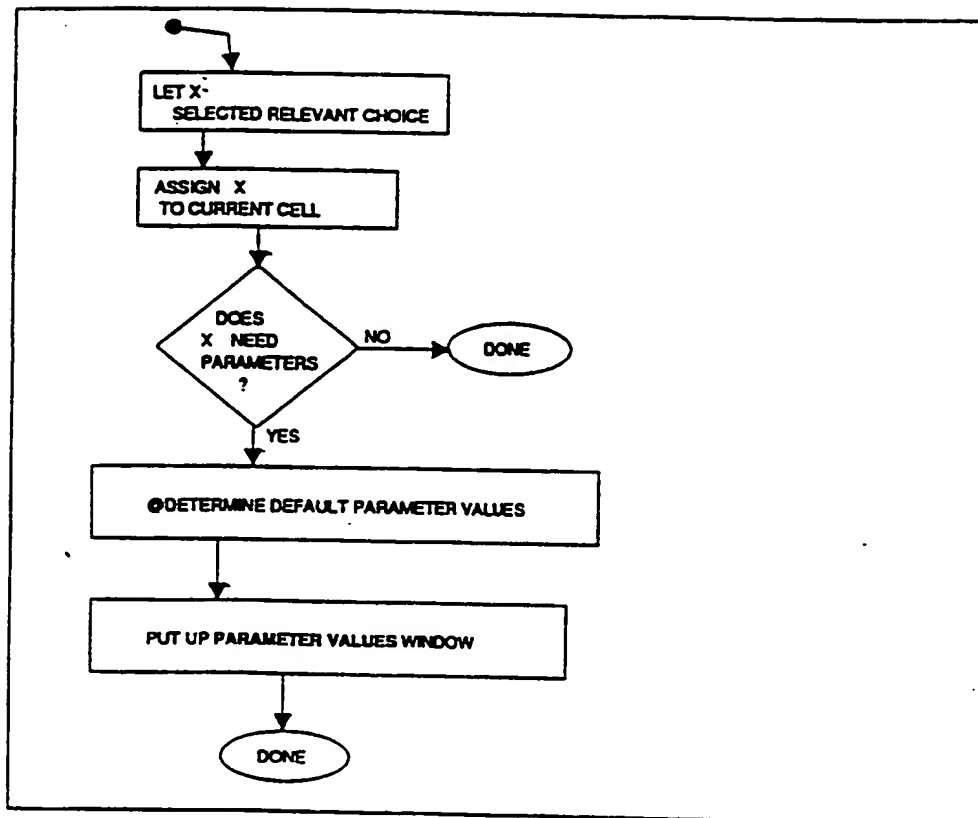 LET X-
SELECTED RELEVANT CHOICE
ASSIGN X
TO CURRENT CELL
DOES
X NEED
PARAMETERS
?
NO
DONE
YES
@DETERMINE DEFAULT PARAMETER VALUES
PUT UP PARAMETER VALUES WINDOW
DONE